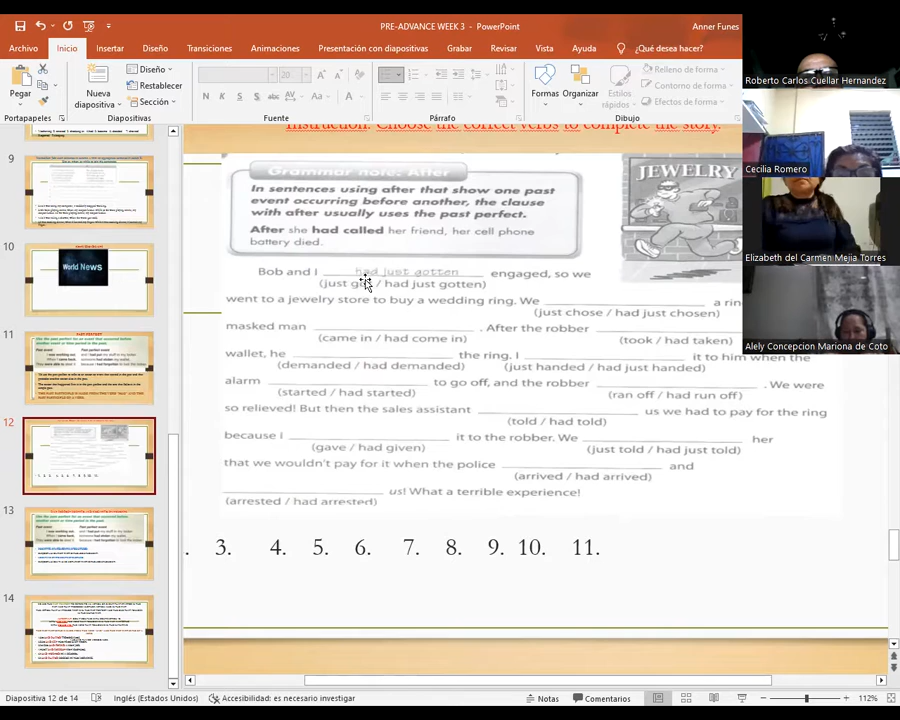 PRE-ADVANCE WEEK 3 - PowerPoint
Anner Funes
Archivo Inicio Insertar Diseño Transiciones Animaciones Presentación con diapositivas Grabar Revisar Vista Ayuda ¿Qué desea hacer?
Pegar
Nueva diapositiva
Diseño
Restablecer
Sección
20
N K S
Formas
Organizar
Estilos rápidos
Relleno de forma
Contorno de forma
Efectos de forma
Portapapeles
Diapositivas
Fuente
Párrafo
Dibujo
Roberto Carlos Cuellar Hernandez
Cecilia Romero
Elizabeth del Carmen Mejia Torres
Alely Concepcion Mariona de Coto
9
10
World News
11
12
13
14
Instruction: Choose the correct verbs to complete the story.
Grammar note: After
In sentences using after that show one past
event occurring before another, the clause
with after usually uses the past perfect.
After she had called her friend, her cell phone
battery died.
JEWELRY
Bob and I had just gotten engaged, so we
(just got / had just gotten)
went to a jewelry store to buy a wedding ring. We a rin
(just chose / had just chosen)
masked man . After the robber
(came in / had come in) (took / had taken)
wallet, he the ring. I it to him when the
(demanded / had demanded) (just handed / had just handed)
alarm to go off, and the robber . We were
(started / had started) (ran off / had run off)
so relieved! But then the sales assistant us we had to pay for the ring
(told / had told)
because I it to the robber. We her
(gave / had given) (just told / had just told)
that we wouldn't pay for it when the police and
(arrived / had arrived)
us! What a terrible experience!
(arrested / had arrested)
. 3. 4. 5. 6. 7. 8. 9. 10. 11.
Diapositiva 12 de 14 Inglés (Estados Unidos) Accesibilidad: es necesario investigar Notas Comentarios 112%